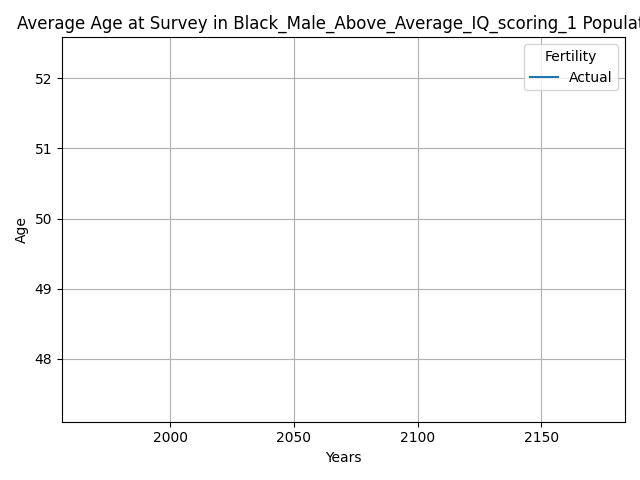 Average Age at Survey in Black_Male_Above_Average_IQ_scoring_1 Populat
Fertility
Actual
52
51
50
49
48
Age
2000 2050 2100 2150
Years